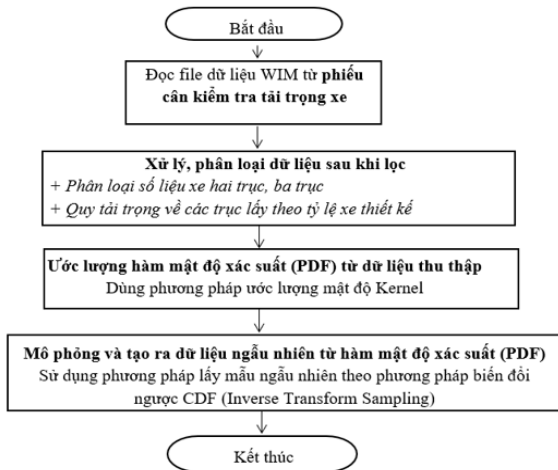 Bắt đầu
Đọc file dữ liệu WIM từ phiếu
cân kiểm tra tải trọng xe
Xử lý, phân loại dữ liệu sau khi lọc
+ Phân loại số liệu xe hai trục, ba trục
+ Quy tải trọng về các trục lấy theo tỷ lệ xe thiết kế
Ước lượng hàm mật độ xác suất (PDF) từ dữ liệu thu thập
Dùng phương pháp ước lượng mật độ Kernel
Mô phỏng và tạo ra dữ liệu ngẫu nhiên từ hàm mật độ xác suất (PDF)
Sử dụng phương pháp lấy mẫu ngẫu nhiên theo phương pháp biến đổi
ngược CDF (Inverse Transform Sampling)
Kết thúc